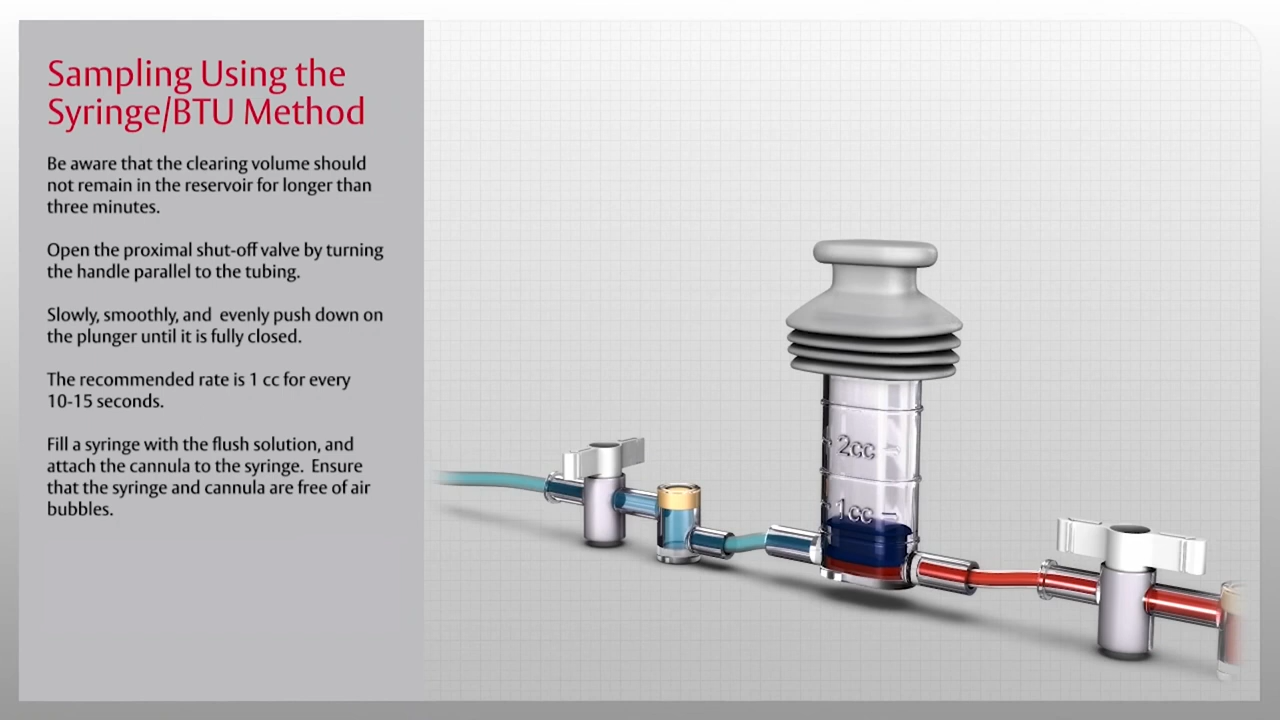 Sampling Using the
Syringe/BTU Method
Be aware that the clearing volume should
not remain in the reservoir for longer than
three minutes.
Open the proximal shut-off valve by turning
the handle parallel to the tubing.
Slowly, smoothly, and  evenly push down on
the plunger until it is fully closed.
The recommended rate is 1 cc for every
10-15 seconds.
Fill a syringe with the flush solution, and
attach the cannula to the syringe.  Ensure
that the syringe and cannula are free of air
bubbles.
2cc
1cc